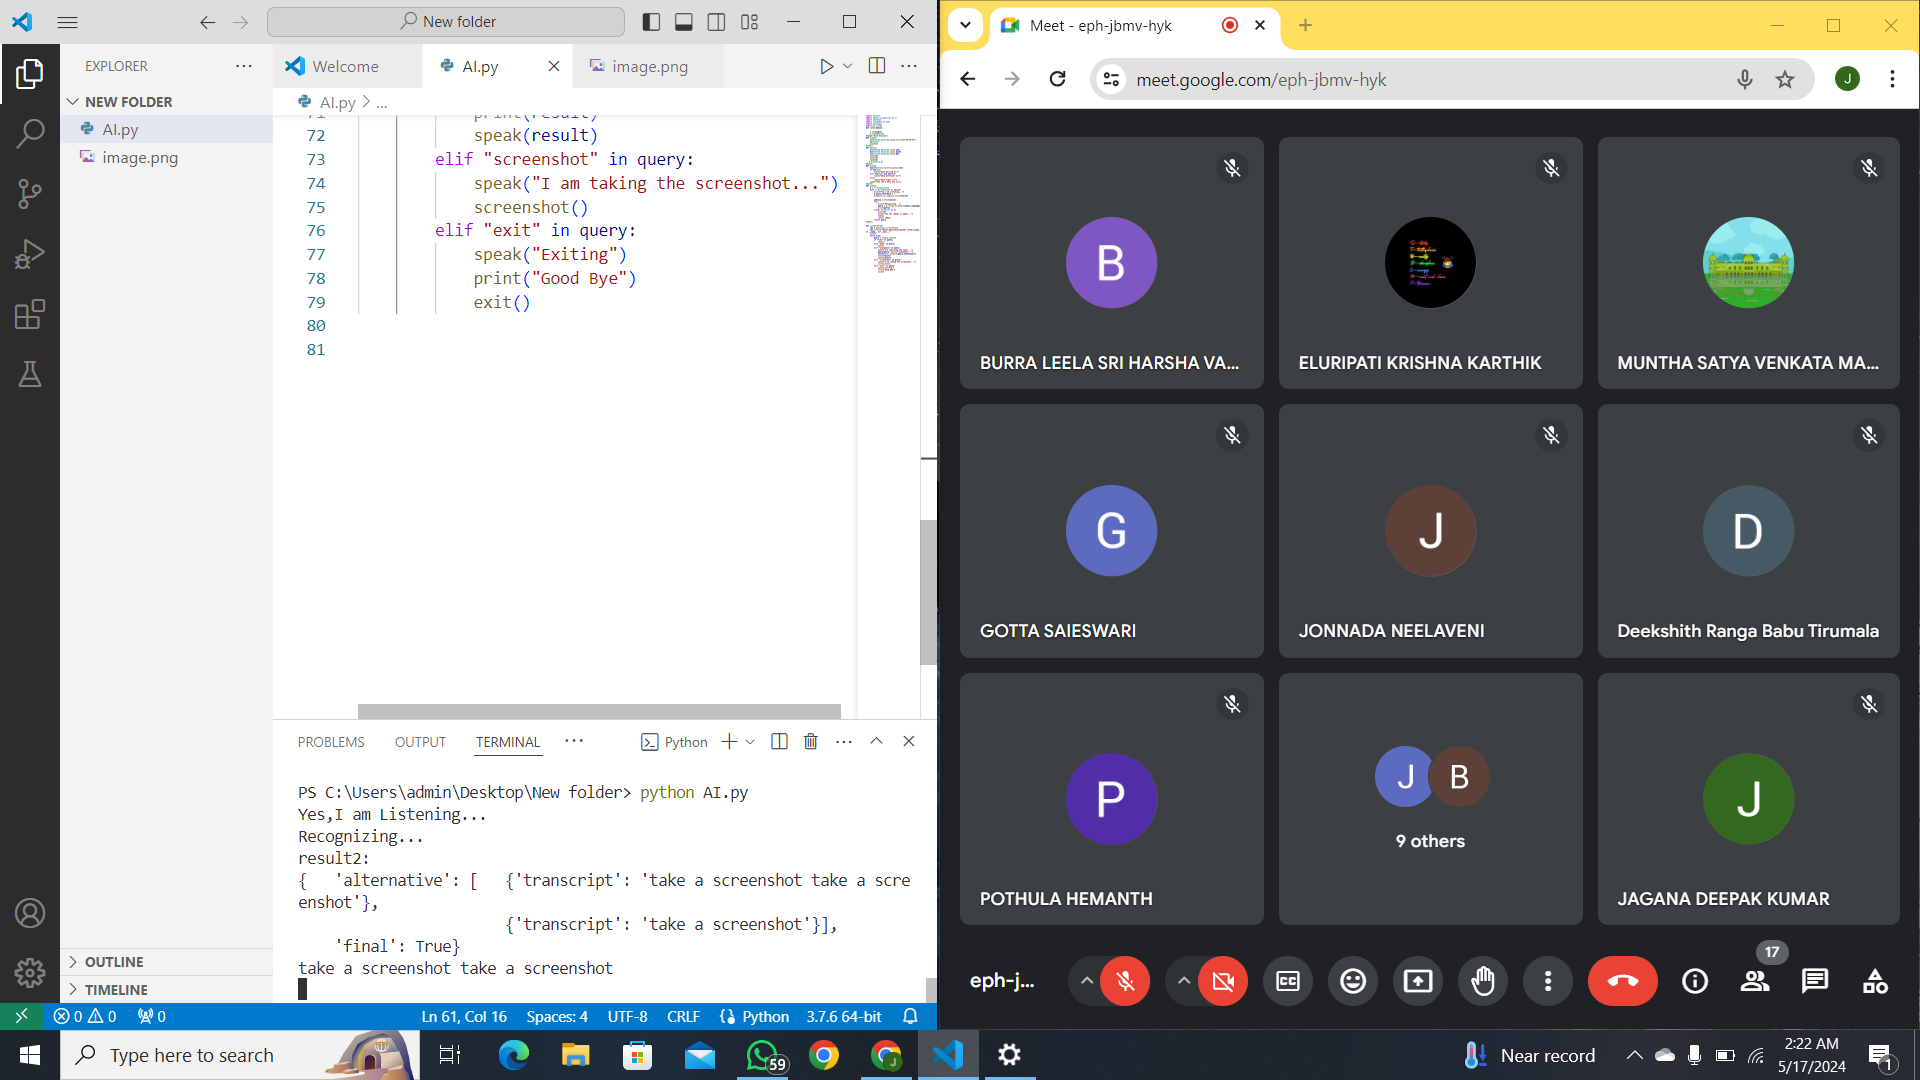 New folder
EXPLORER
NEW FOLDER
AI.py
image.png
OUTLINE
TIMELINE
Welcome
AI.py
image.png
AI.py > ...
71 print(result)
72 speak(result)
73 elif "screenshot" in query:
74 speak("I am taking the screenshot...")
75 screenshot()
76 elif "exit" in query:
77 speak("Exiting")
78 print("Good Bye")
79 exit()
80
81
PROBLEMS OUTPUT TERMINAL ... Python
PS C:\Users\admin\Desktop\New folder> python AI.py
Yes,I am Listening...
Recognizing...
result2:
{ 'alternative': [ {'transcript': 'take a screenshot take a scre
enshot'},
{'transcript': 'take a screenshot'}],
'final': True}
take a screenshot take a screenshot
0 0 0 Ln 61, Col 16 Spaces: 4 UTF-8 CRLF Python 3.7.6 64-bit
Meet - eph-jbmv-hyk
meet.google.com/eph-jbmv-hyk
J
B
BURRA LEELA SRI HARSHA VA...
ELURIPATI KRISHNA KARTHIK
MUNTHA SATYA VENKATA MA...
G
GOTTA SAIESWARI
J
JONNADA NEELAVENI
D
Deekshith Ranga Babu Tirumala
P
POTHULA HEMANTH
J B
9 others
J
JAGANA DEEPAK KUMAR
eph-j...
17
Type here to search
59
J
Near record
2:22 AM
5/17/2024
1